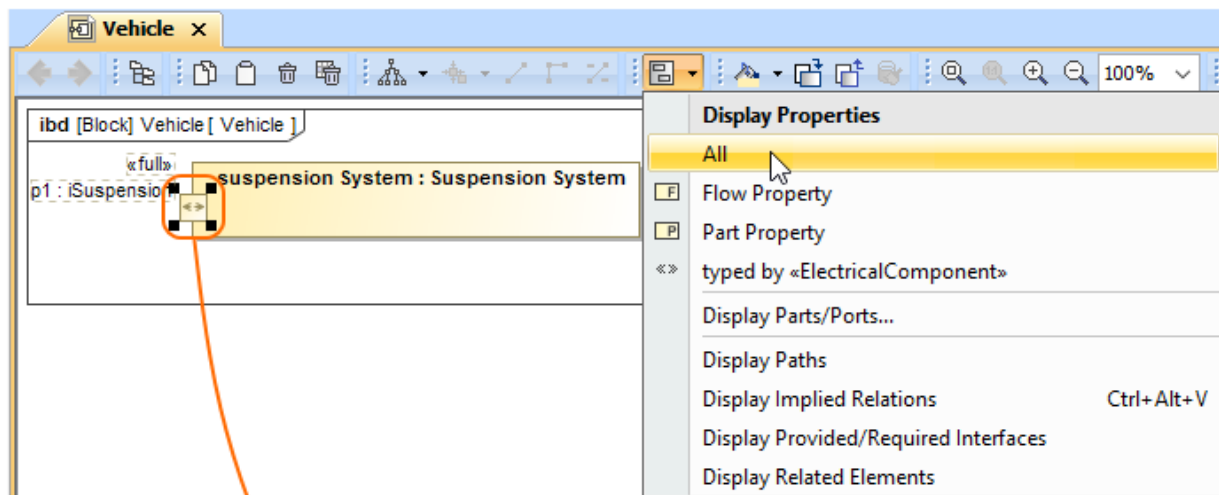 Vehicle X
100%
ibd [Block] Vehicle [ Vehicle ]
«full»
p1 : iSuspension
suspension System : Suspension System
Display Properties
All
F Flow Property
P Part Property
«» typed by «ElectricalComponent»
Display Parts/Ports...
Display Paths
Display Implied Relations Ctrl+Alt+V
Display Provided/Required Interfaces
Display Related Elements